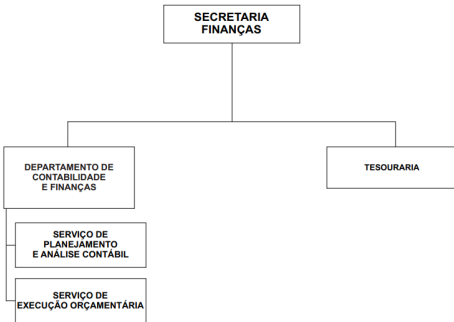 SECRETARIA
FINANÇAS
DEPARTAMENTO DE
CONTABILIDADE
E FINANÇAS
TESOURARIA
SERVIÇO DE
PLANEJAMENTO
E ANÁLISE CONTÁBIL
SERVIÇO DE
EXECUÇÃO ORÇAMENTÁRIA